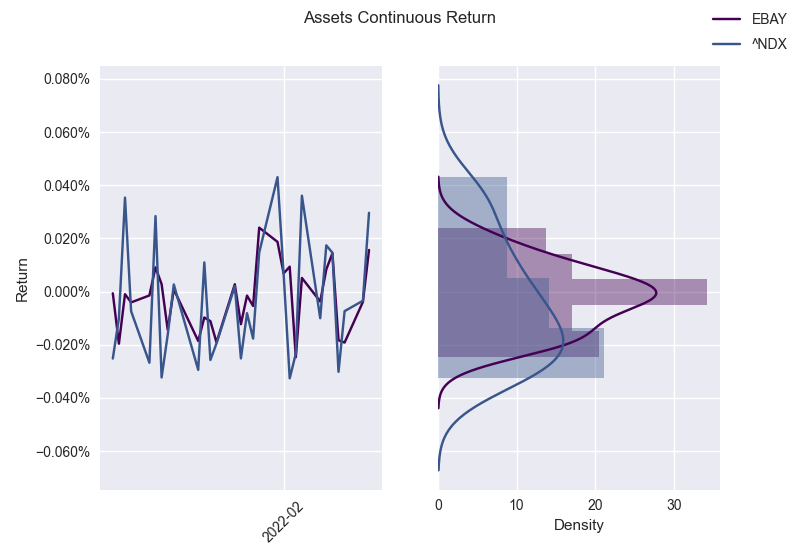 Assets Continuous Return
EBAY
^NDX
Return
0.080%
0.060%
0.040%
0.020%
0.000%
−0.020%
−0.040%
−0.060%
2022-02
0 10 20 30
Density